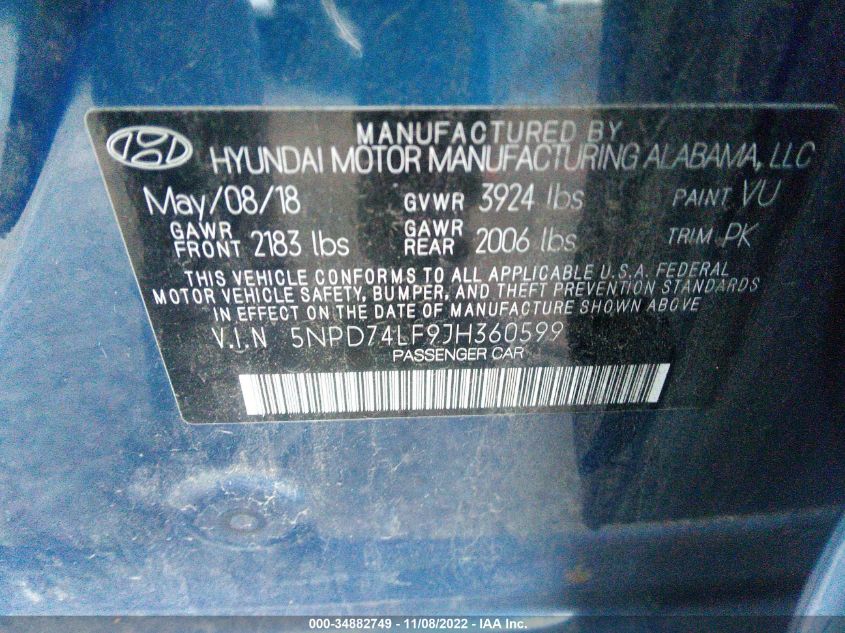 MANUFACTURED BY
HYUNDAI MOTOR MANUFACTURING ALABAMA, LLC
May/08/18 GVWR 3924 lbs PAINT VU
GAWR FRONT 2183 lbs GAWR REAR 2006 lbs TRIM PK
THIS VEHICLE CONFORMS TO ALL APPLICABLE U.S.A. FEDERAL
MOTOR VEHICLE SAFETY, BUMPER, AND THEFT PREVENTION STANDARDS
IN EFFECT ON THE DATE OF MANUFACTURE SHOWN ABOVE
V.I.N 5NPD74LF9JH360599
PASSENGER CAR
000-34882749 - 11/08/2022 - IAA Inc.